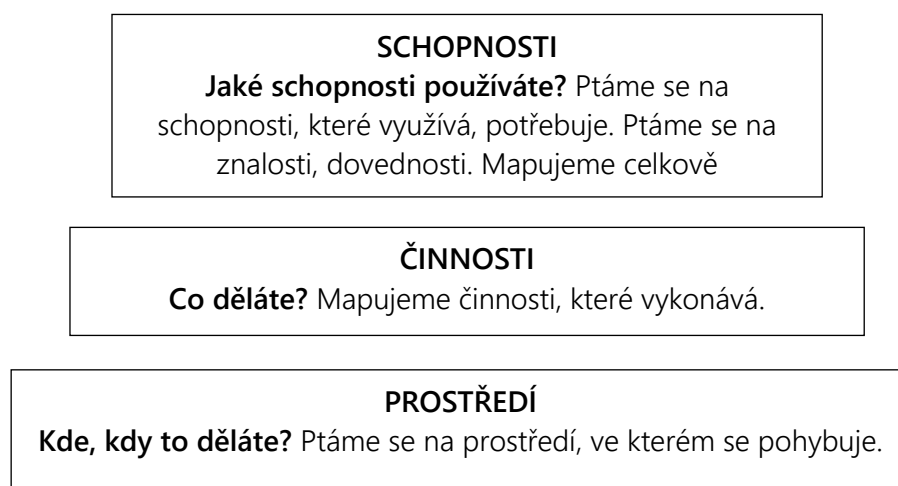 SCHOPNOSTI
Jaké schopnosti používáte? Ptáme se na
schopnosti, které využívá, potřebuje. Ptáme se na
znalosti, dovednosti. Mapujeme celkově
ČINNOSTI
Co děláte? Mapujeme činnosti, které vykonává.
PROSTŘEDÍ
Kde, kdy to děláte? Ptáme se na prostředí, ve kterém se pohybuje.